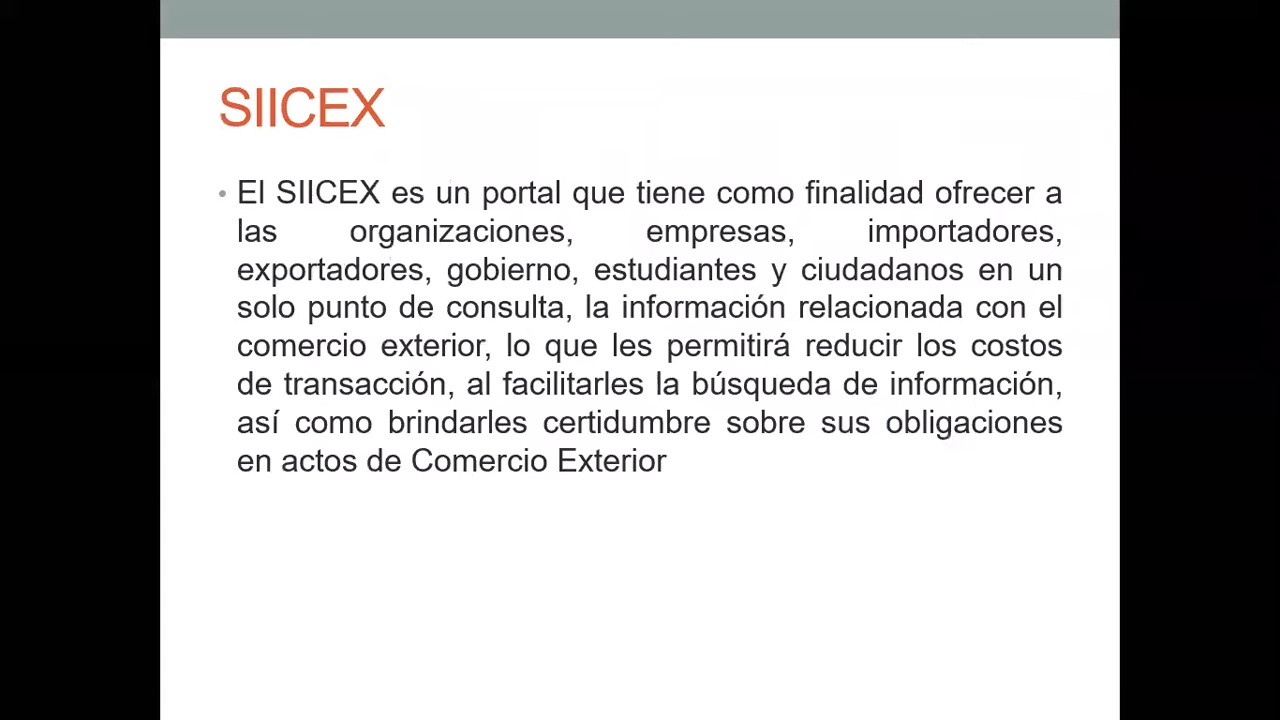 SIICEX
• El SIICEX es un portal que tiene como finalidad ofrecer a
las organizaciones, empresas, importadores,
exportadores, gobierno, estudiantes y ciudadanos en un
solo punto de consulta, la información relacionada con el
comercio exterior, lo que les permitirá reducir los costos
de transacción, al facilitarles la búsqueda de información,
así como brindarles certidumbre sobre sus obligaciones
en actos de Comercio Exterior